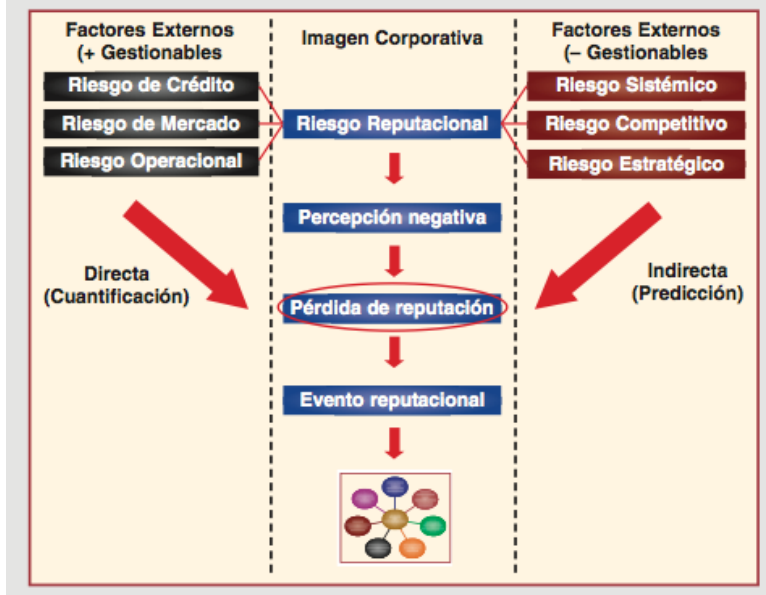 Factores Externos
(+ Gestionables
Riesgo de Crédito
Riesgo de Mercado
Riesgo Operacional
Directa
(Cuantificación)
Imagen Corporativa
Riesgo Reputacional
Percepción negativa
Pérdida de reputación
Evento reputacional
Factores Externos
(– Gestionables
Riesgo Sistémico
Riesgo Competitivo
Riesgo Estratégico
Indirecta
(Predicción)